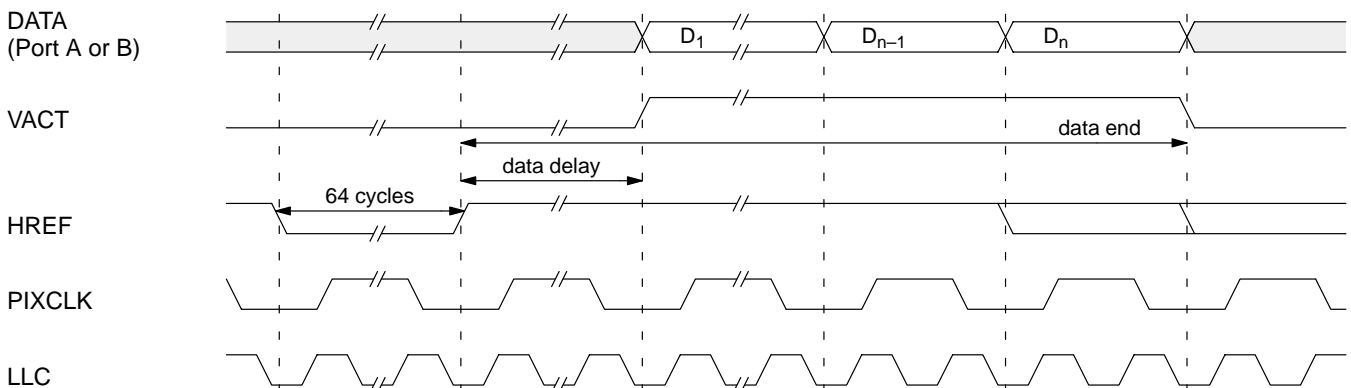 DATA
(Port A or B)
D1
Dn–1
Dn
VACT
data end
data delay
64 cycles
HREF
PIXCLK
LLC